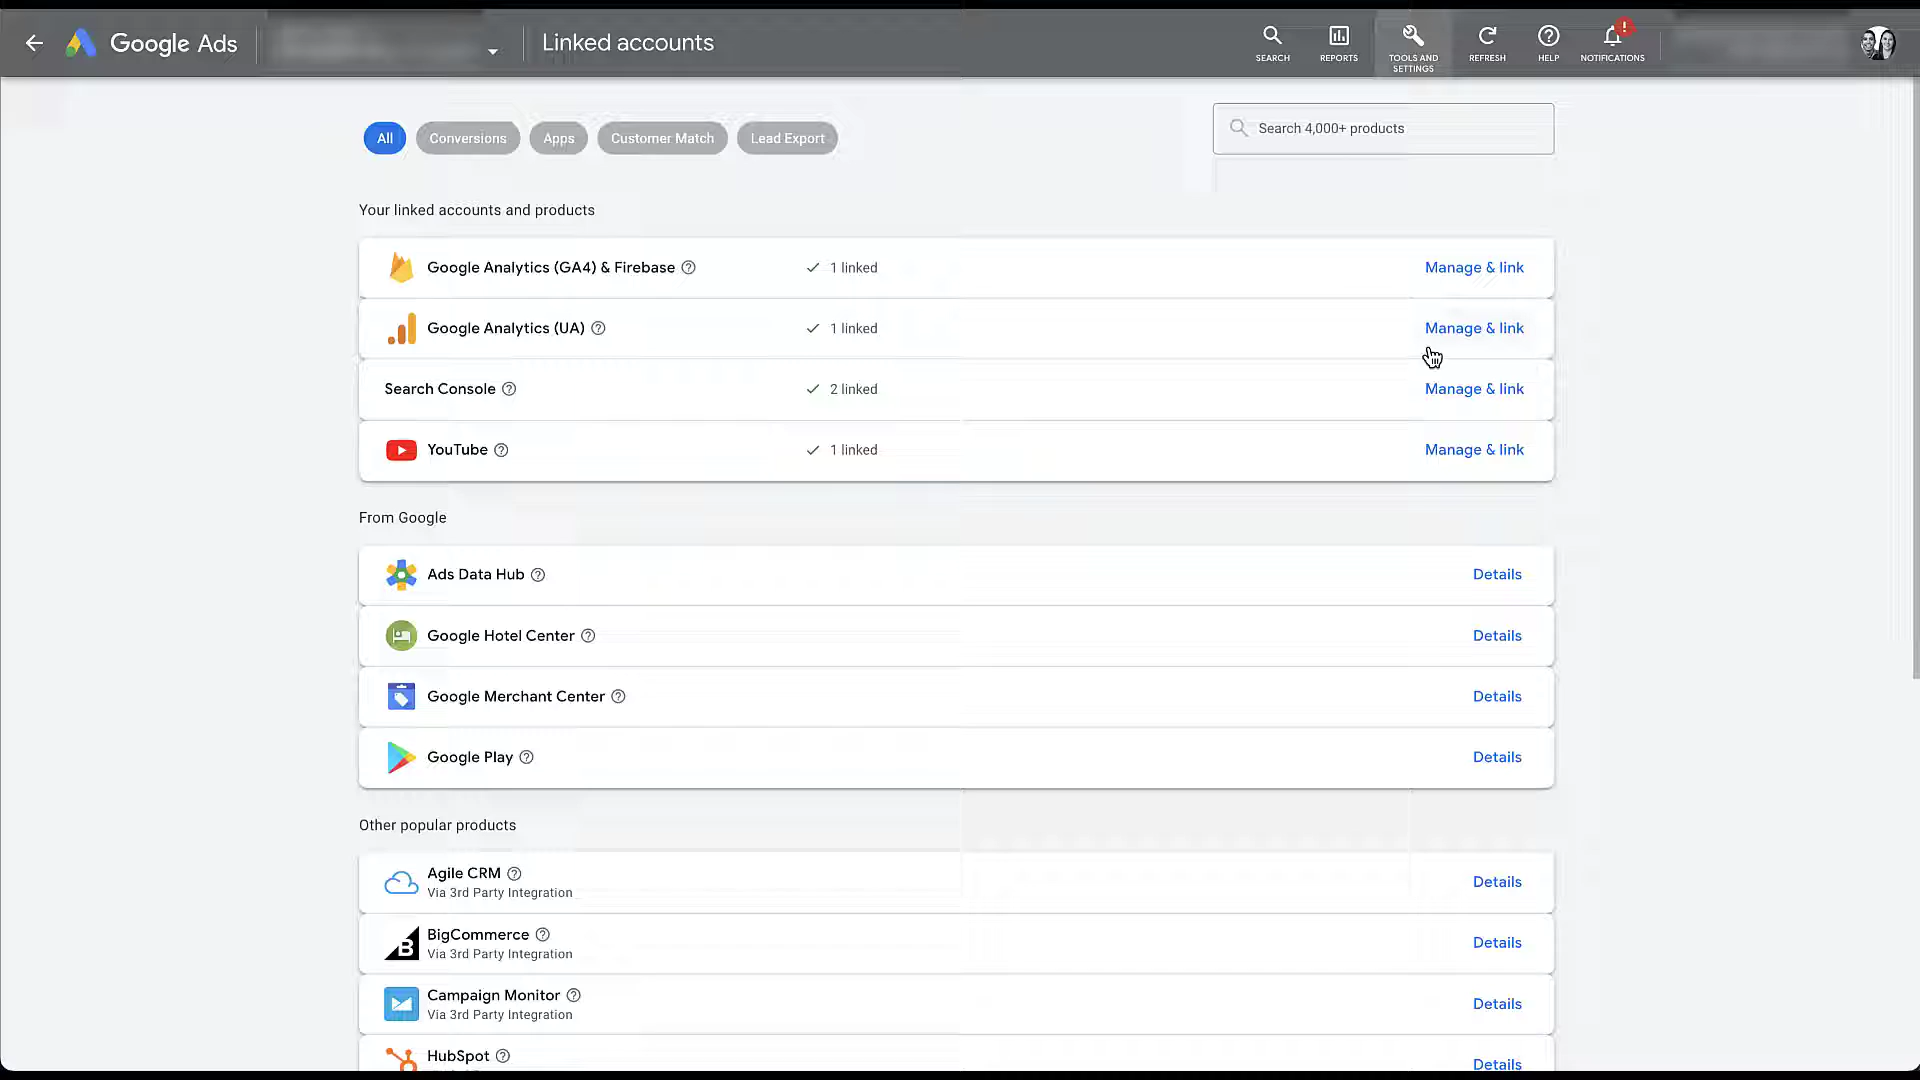 Google Ads
Linked accounts
SEARCH
REPORTS
TOOLS AND
SETTINGS
REFRESH
HELP
!
NOTIFICATIONS
All
Conversions
Apps
Customer Match
Lead Export
Search 4,000+ products
Your linked accounts and products
Google Analytics (GA4) & Firebase
1 linked
Manage & link
Google Analytics (UA)
1 linked
Manage & link
Search Console
2 linked
Manage & link
YouTube
1 linked
Manage & link
From Google
Ads Data Hub
Details
Google Hotel Center
Details
Google Merchant Center
Details
Google Play
Details
Other popular products
Agile CRM
Via 3rd Party Integration
Details
BigCommerce
Via 3rd Party Integration
Details
Campaign Monitor
Via 3rd Party Integration
Details
HubSpot
Details